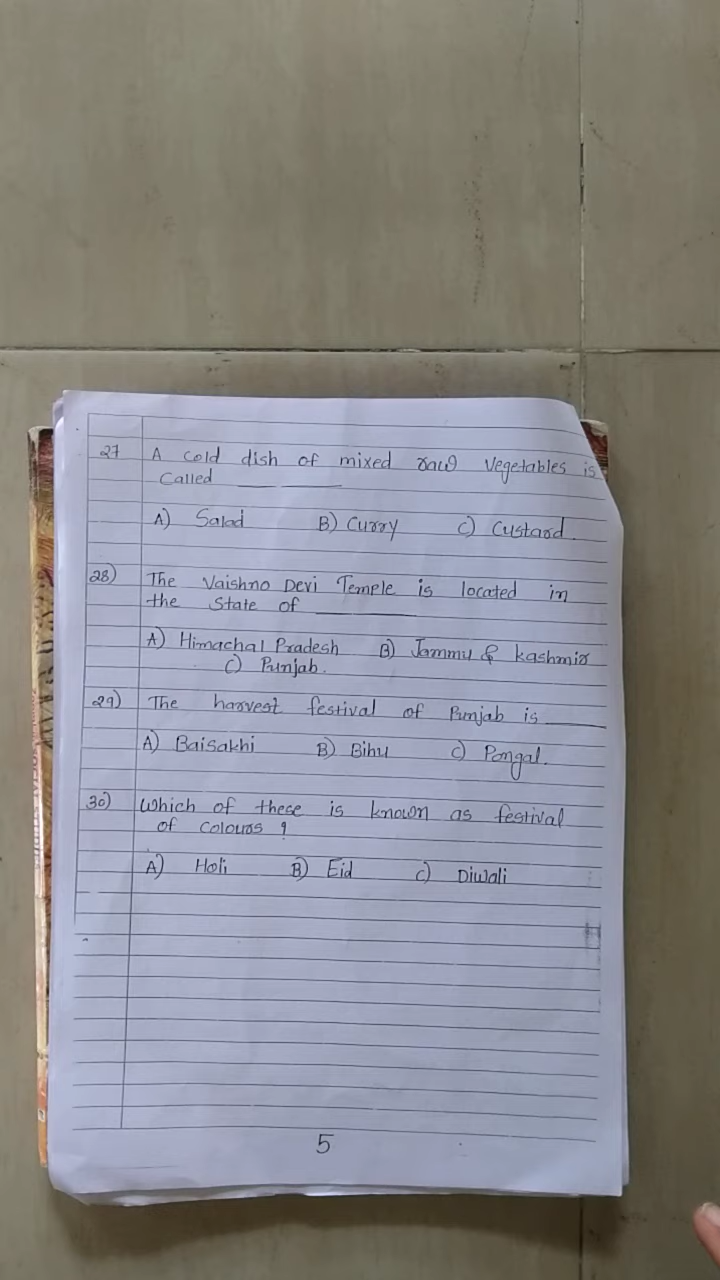 27 A cold dish of mixed raw vegetables is
Called ________
A) Salad B) Curry C) Custard.
28) The Vaishno Devi Temple is located in
the State of ________
A) Himachal Pradesh B) Jammu & Kashmir
C) Punjab.
29) The harvest festival of Punjab is ______
A) Baisakhi B) Bihu C) Pongal.
30) Which of these is known as festival
of colours ?
A) Holi B) Eid C) Diwali
5